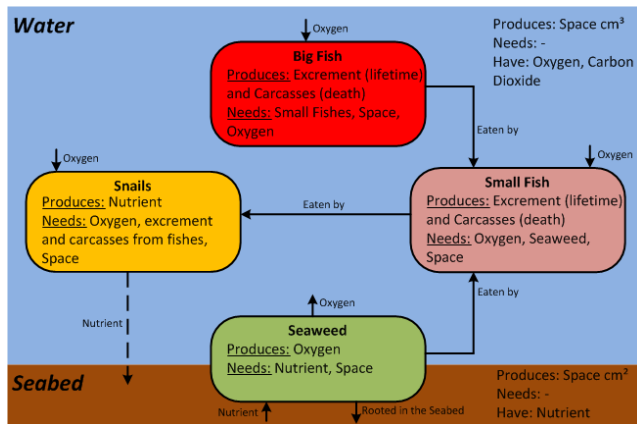 Water
Oxygen
Produces: Space cm³
Needs: -
Have: Oxygen, Carbon
Dioxide
Big Fish
Produces: Excrement (lifetime)
and Carcasses (death)
Needs: Small Fishes, Space,
Oxygen
Eaten by
Oxygen
Oxygen
Snails
Produces: Nutrient
Needs: Oxygen, excrement
and carcasses from fishes,
Space
Eaten by
Small Fish
Produces: Excrement (lifetime)
and Carcasses (death)
Needs: Oxygen, Seaweed,
Space
Eaten by
Oxygen
Nutrient
Seaweed
Produces: Oxygen
Needs: Nutrient, Space
Seabed
Produces: Space cm²
Needs: -
Have: Nutrient
Nutrient
Rooted in the Seabed